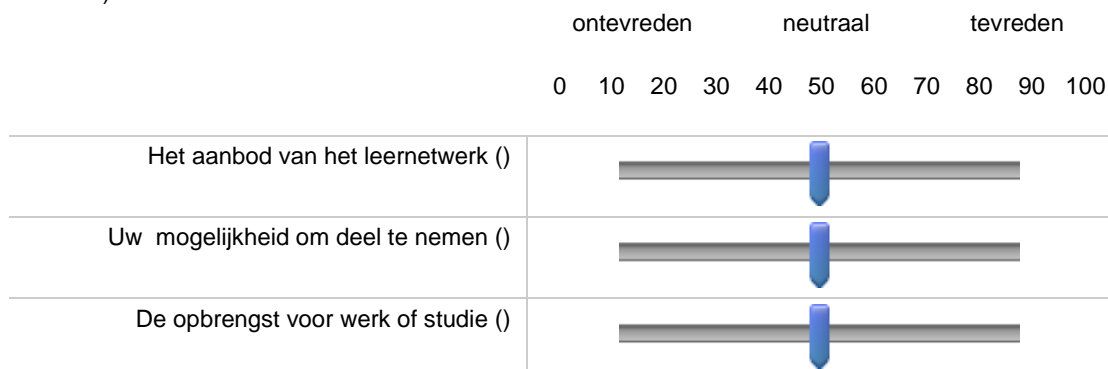 )
ontevreden neutraal tevreden
0 10 20 30 40 50 60 70 80 90 100
Het aanbod van het leernetwerk ()
Uw  mogelijkheid om deel te nemen ()
De opbrengst voor werk of studie ()